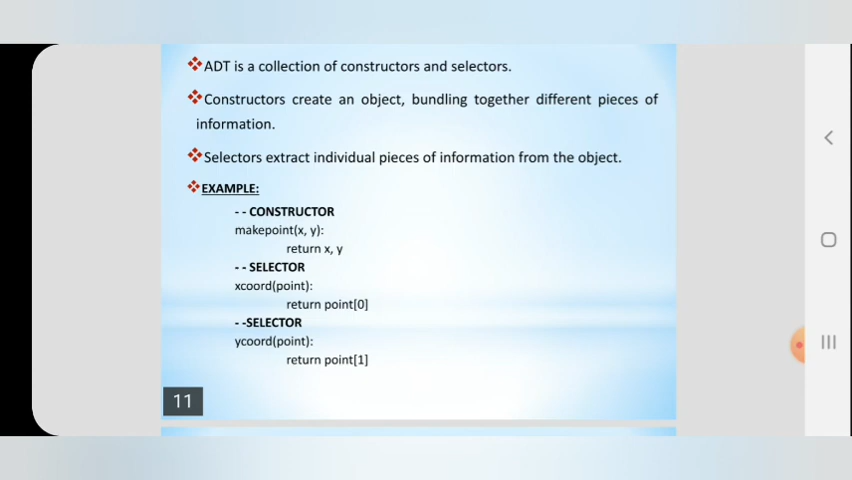 ADT is a collection of constructors and selectors.
Constructors create an object, bundling together different pieces of
information.
Selectors extract individual pieces of information from the object.
EXAMPLE:
- - CONSTRUCTOR
makepoint(x, y):
return x, y
- - SELECTOR
xcoord(point):
return point[0]
- -SELECTOR
ycoord(point):
return point[1]
11